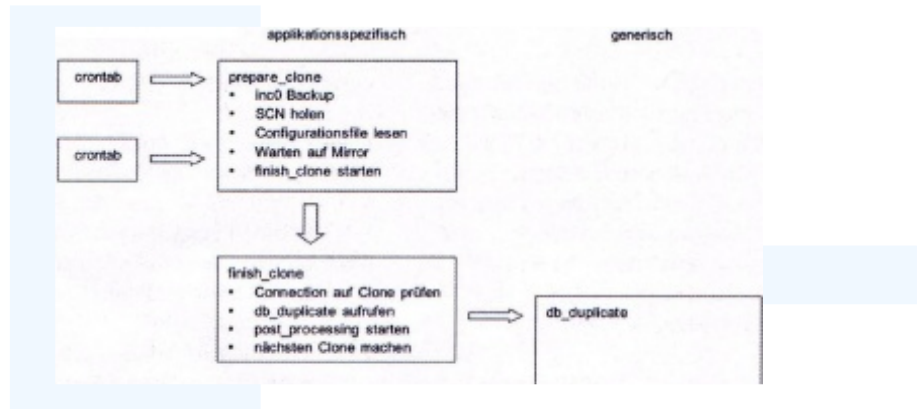 applikationsspezifisch
generisch
crontab
prepare_clone
• inc0 Backup
• SCN holen
• Configurationsfile lesen
• Warten auf Mirror
• finish_clone starten
crontab
finish_clone
• Connection auf Clone prüfen
• db_duplicate aufrufen
• post_processing starten
• nächsten Clone machen
db_duplicate